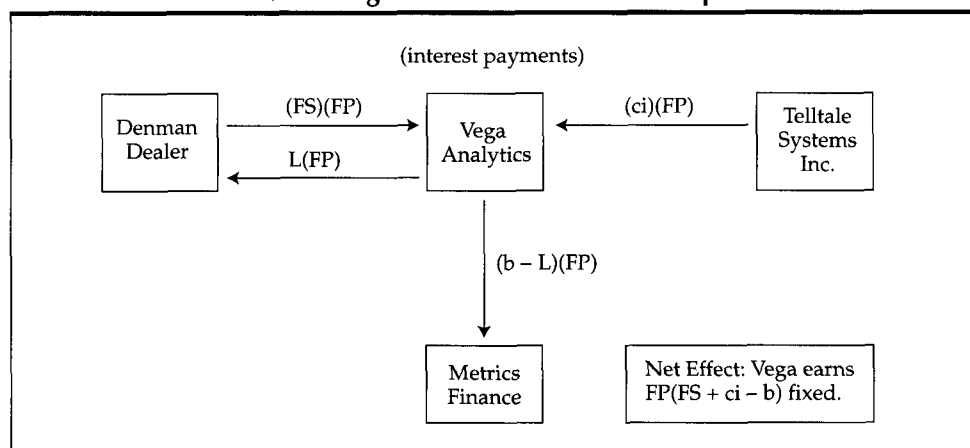 (interest payments)
Denman
Dealer
(FS)(FP)
L(FP)
Vega
Analytics
(ci)(FP)
Telltale
Systems
Inc.
(b – L)(FP)
Metrics
Finance
Net Effect: Vega earns
FP(FS + ci – b) fixed.